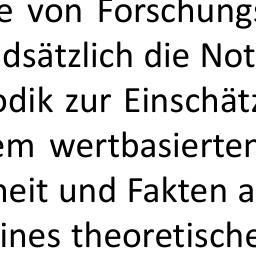 e von Forschungs
dsätzlich die Not
odik zur Einschätz
em wertbasierten
heit und Fakten a
ines theoretische